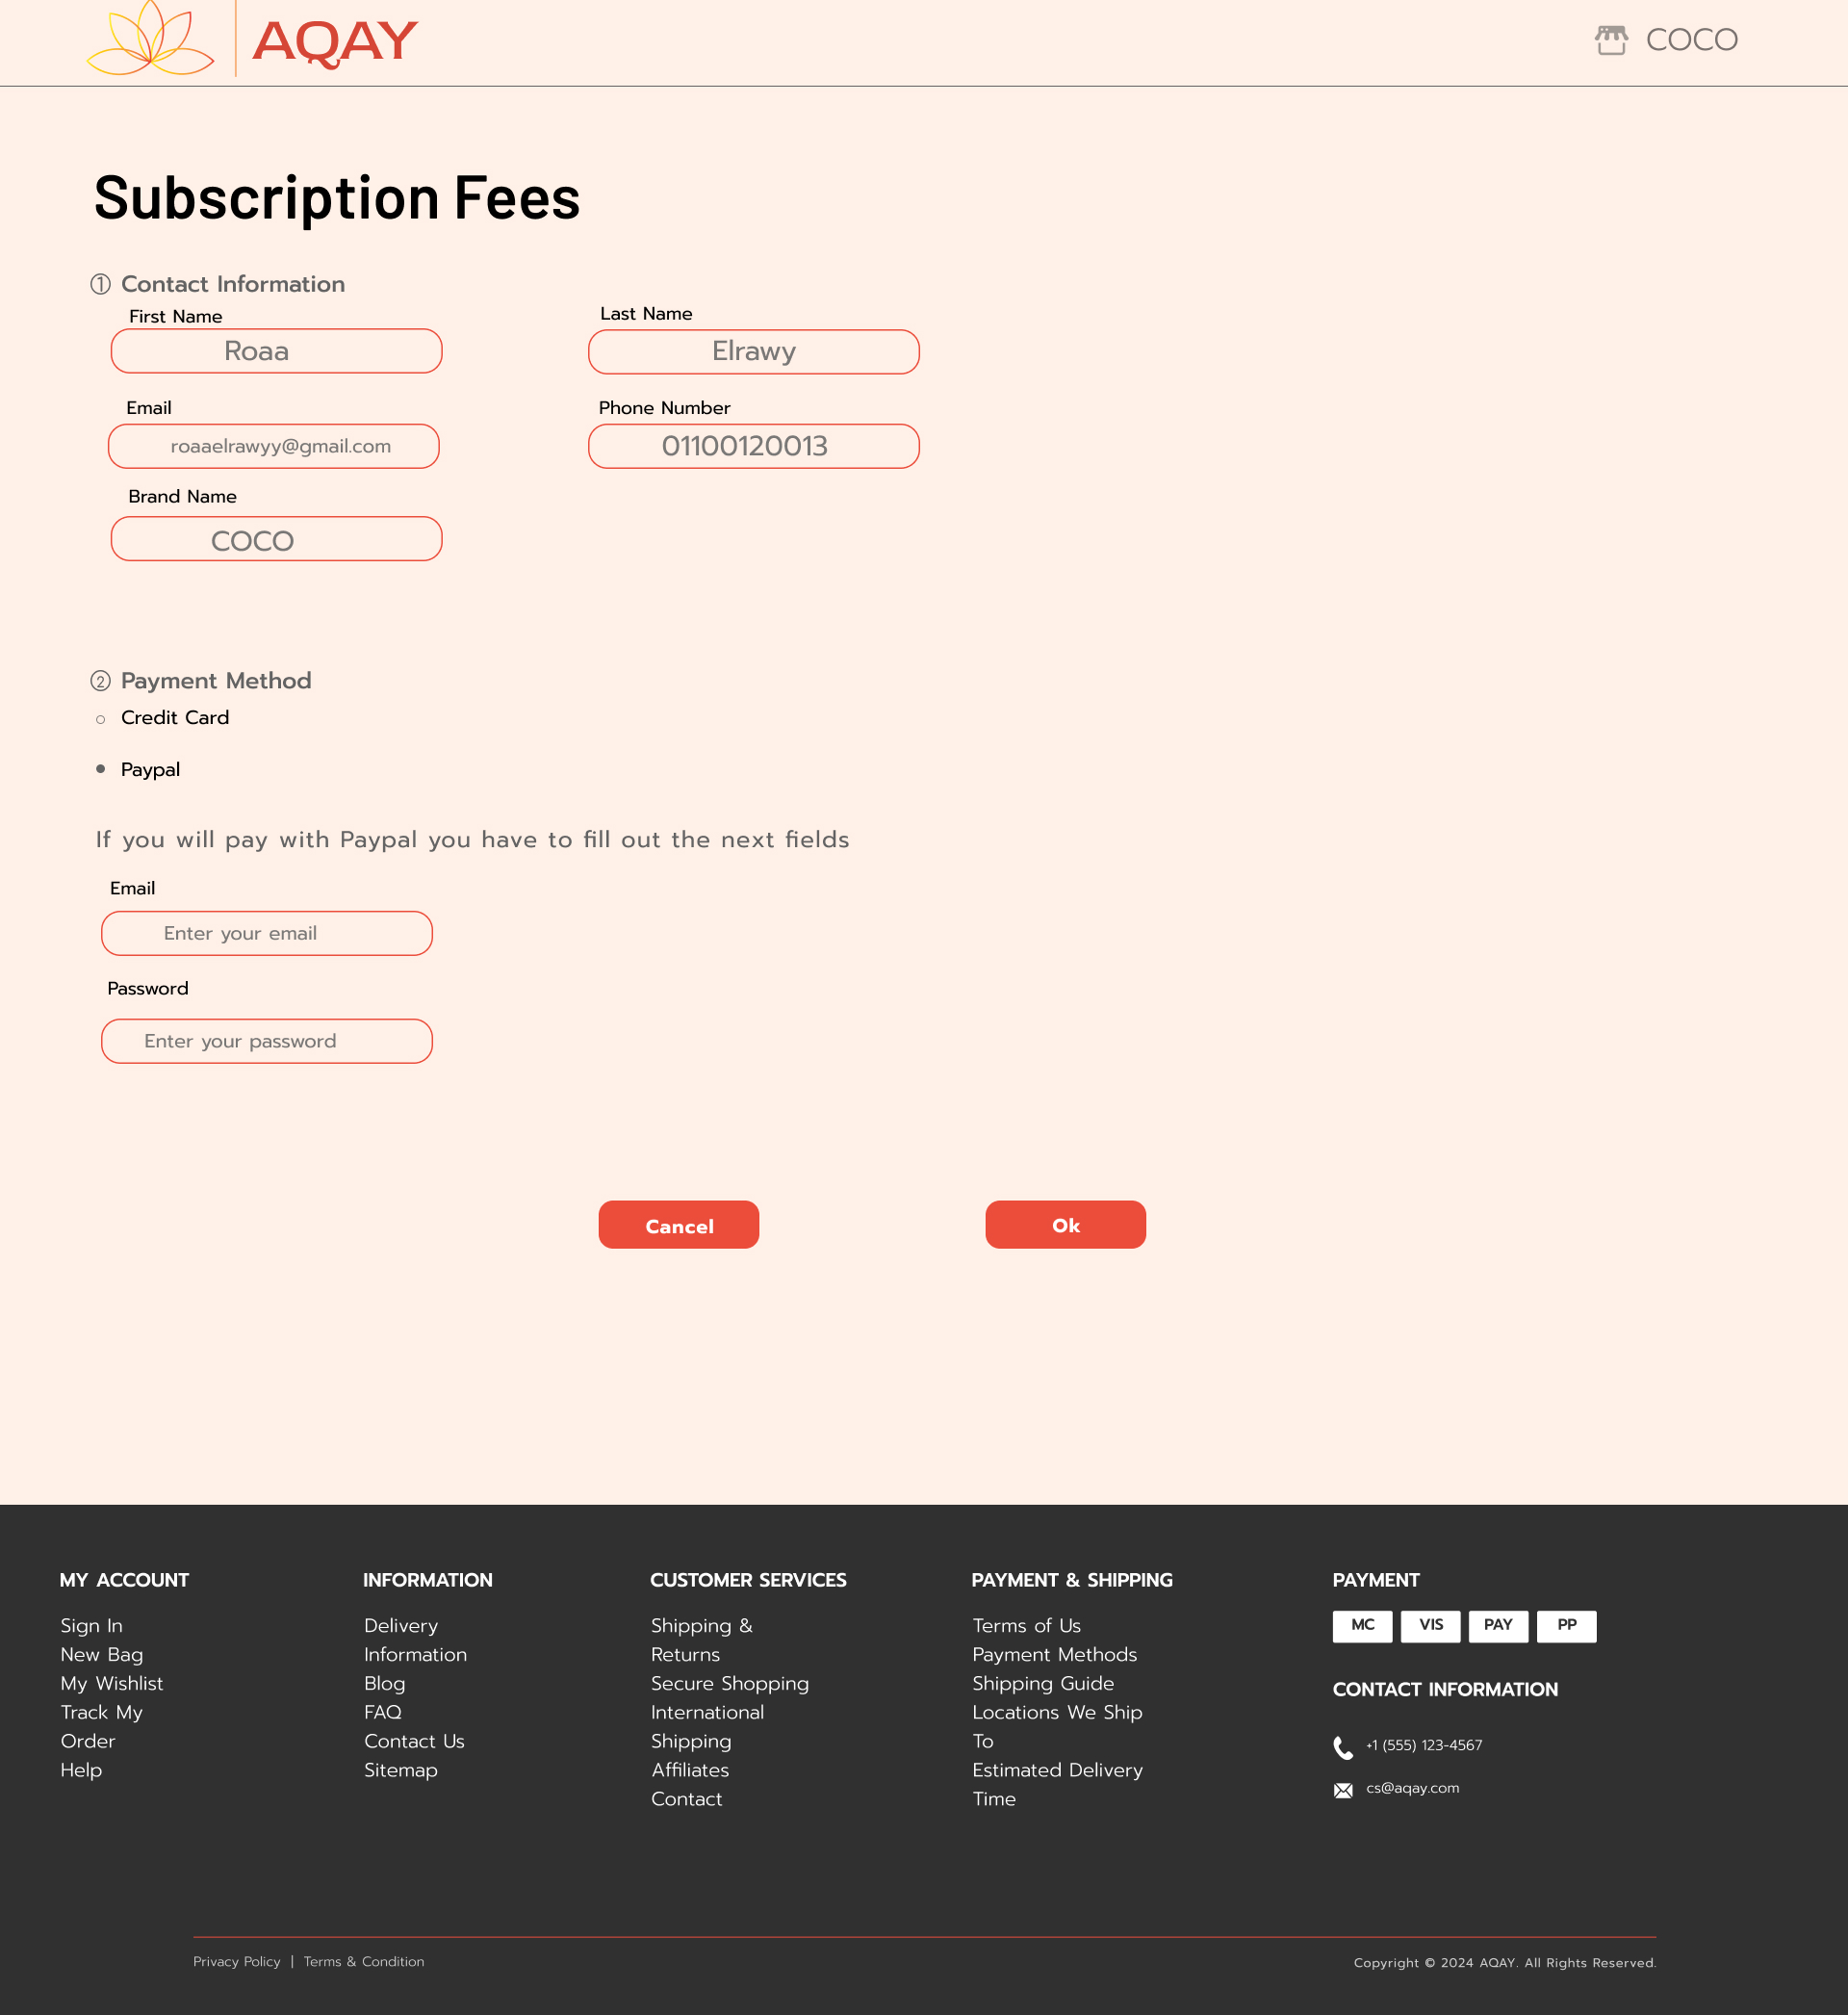 AQAY
COCO
Subscription Fees
① Contact Information
First Name
Last Name
Roaa
Elrawy
Email
Phone Number
roaaelrawyy@gmail.com
01100120013
Brand Name
COCO
② Payment Method
Credit Card
Paypal
If you will pay with Paypal you have to fill out the next fields
Email
Enter your email
Password
Enter your password
Cancel
Ok
MY ACCOUNT
Sign In
New Bag
My Wishlist
Track My
Order
Help
INFORMATION
Delivery
Information
Blog
FAQ
Contact Us
Sitemap
CUSTOMER SERVICES
Shipping &
Returns
Secure Shopping
International
Shipping
Affiliates
Contact
PAYMENT & SHIPPING
Terms of Us
Payment Methods
Shipping Guide
Locations We Ship
To
Estimated Delivery
Time
PAYMENT
MC VIS PAY PP
CONTACT INFORMATION
+1 (555) 123-4567
cs@aqay.com
Privacy Policy | Terms & Condition
Copyright © 2024 AQAY. All Rights Reserved.